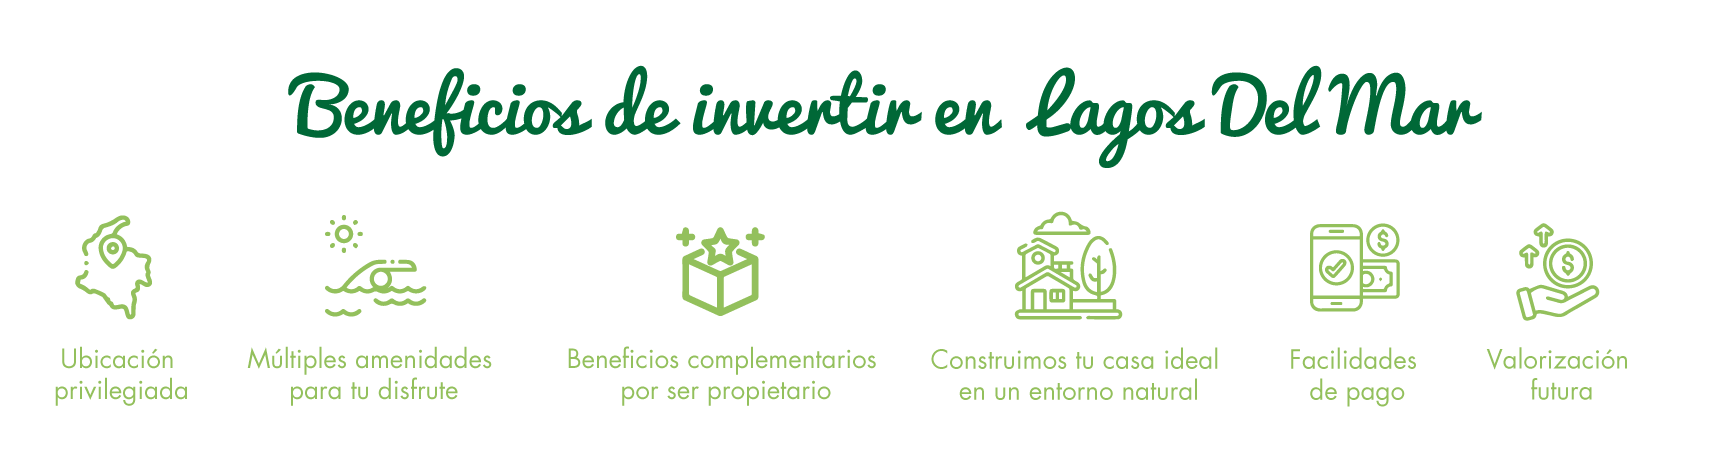 Beneficios de invertir en Lagos Del Mar
Ubicación
privilegiada
Múltiples amenidades
para tu disfrute
Beneficios complementarios
por ser propietario
Construimos tu casa ideal
en un entorno natural
Facilidades
de pago
Valorización
futura